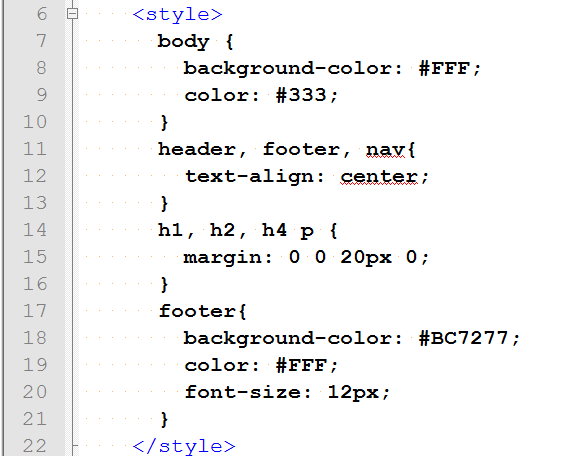 6 <style>
7 body {
8 background-color: #FFF;
9 color: #333;
10 }
11 header, footer, nav{
12 text-align: center;
13 }
14 h1, h2, h4 p {
15 margin: 0 0 20px 0;
16 }
17 footer{
18 background-color: #BC7277;
19 color: #FFF;
20 font-size: 12px;
21 }
22 </style>